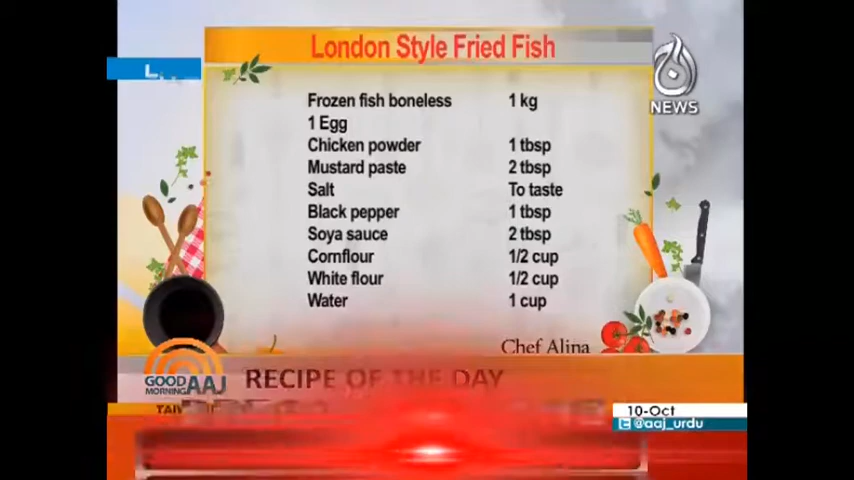 London Style Fried Fish
L
NEWS
Frozen fish boneless 1 kg
1 Egg
Chicken powder 1 tbsp
Mustard paste 2 tbsp
Salt To taste
Black pepper 1 tbsp
Soya sauce 2 tbsp
Cornflour 1/2 cup
White flour 1/2 cup
Water 1 cup
Chef Alina
GOOD MORNING AAJ
RECIPE OF THE DAY
10-Oct
@aaj_urdu